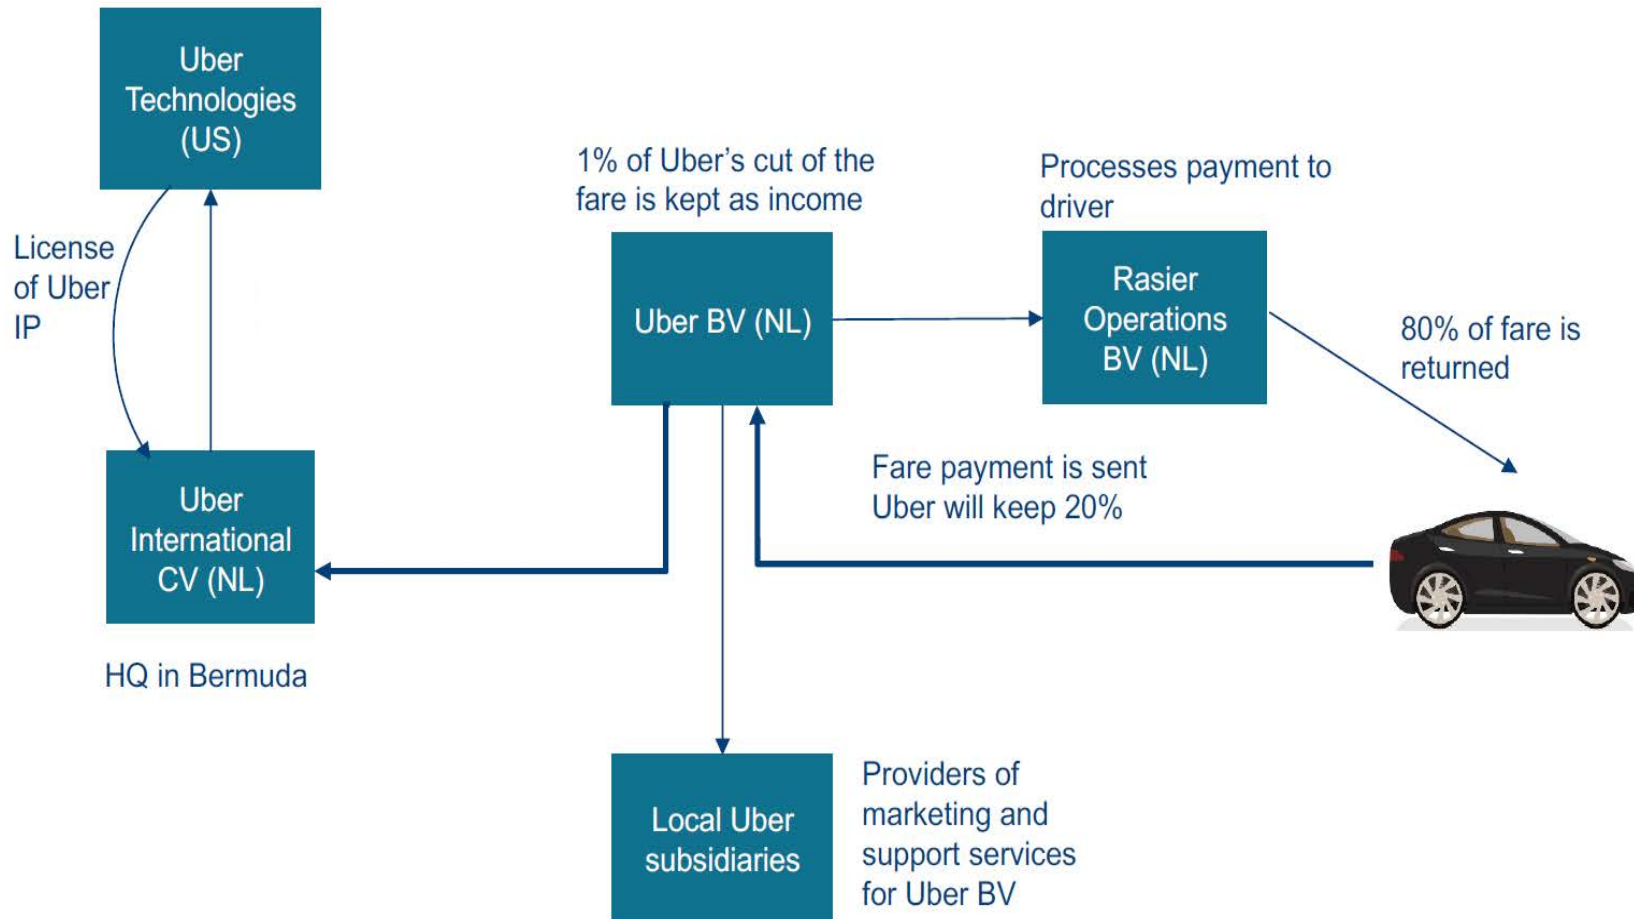 Uber
Technologies
(US)
License
of Uber
IP
Uber
International
CV (NL)
HQ in Bermuda
1% of Uber’s cut of the
fare is kept as income
Uber BV (NL)
Processes payment to
driver
Rasier
Operations
BV (NL)
80% of fare is
returned
Fare payment is sent
Uber will keep 20%
Local Uber
subsidiaries
Providers of
marketing and
support services
for Uber BV